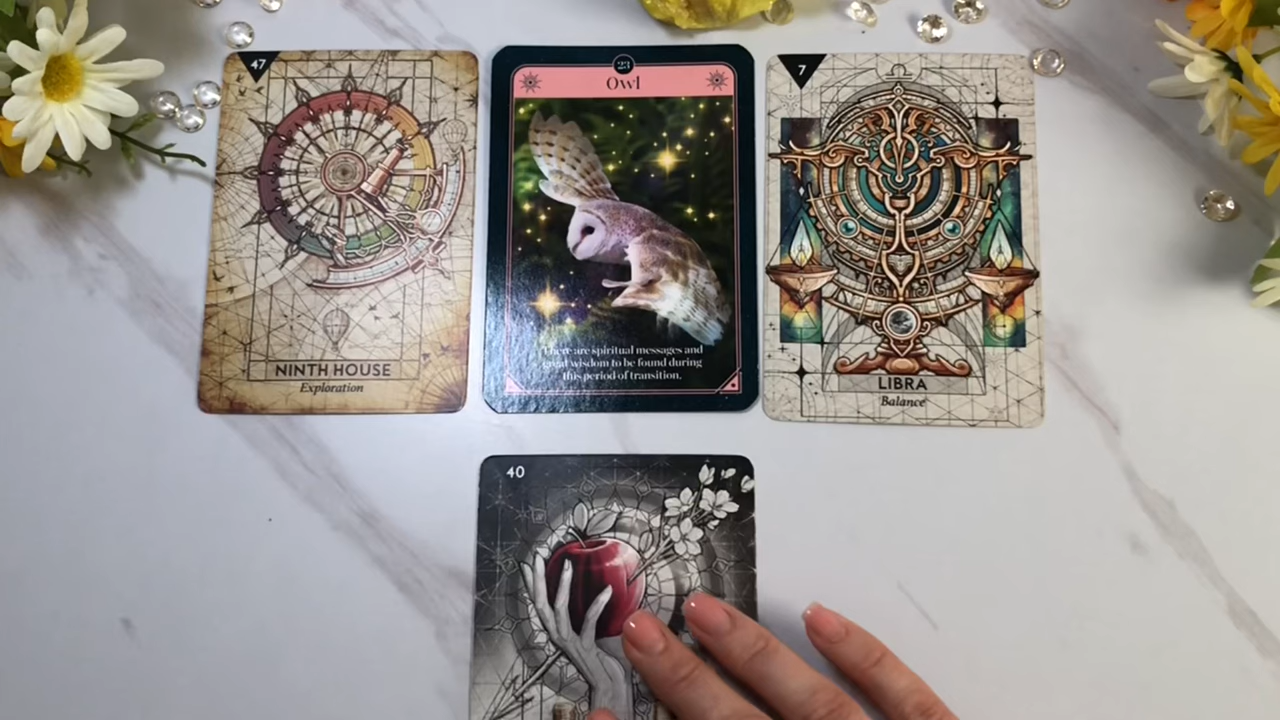 47
NINTH HOUSE
Exploration
23
Owl
There are spiritual messages and
great wisdom to be found during
this period of transition.
7
LIBRA
Balance
40